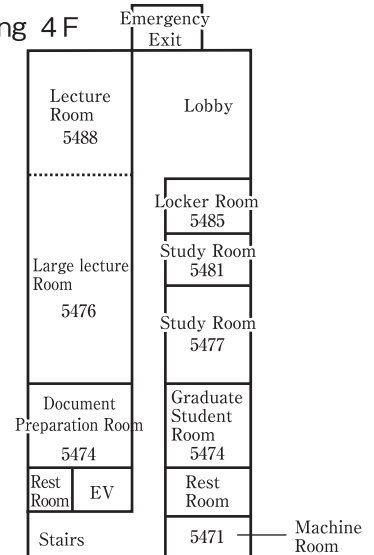 ng 4F
Emergency
Exit
Lecture
Room
5488
Lobby
Locker Room
5485
Study Room
5481
Large lecture
Room
5476
Study Room
5477
Document
Preparation Room
5474
Graduate
Student
Room
5474
Rest
Room
EV
Rest
Room
Stairs
5471
Machine
Room